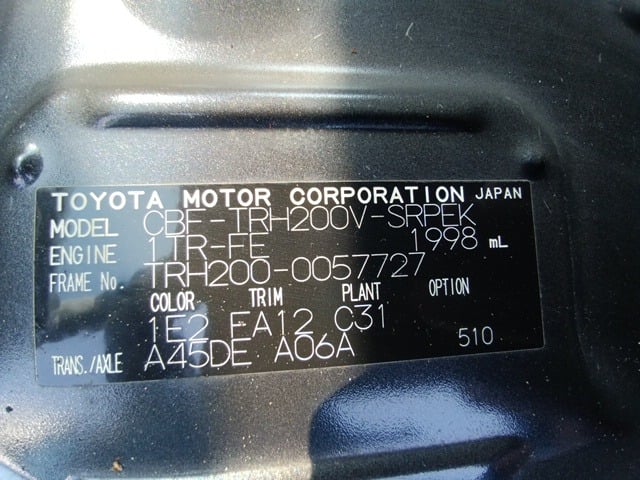 TOYOTA MOTOR CORPORATION JAPAN
MODEL CBF-TRH200V-SRPEK
ENGINE 1TR-FE 1998 mL
FRAME No. TRH200-0057727
COLOR TRIM PLANT OPTION
1E2 FA12 C31
TRANS./AXLE A45DE A06A 510